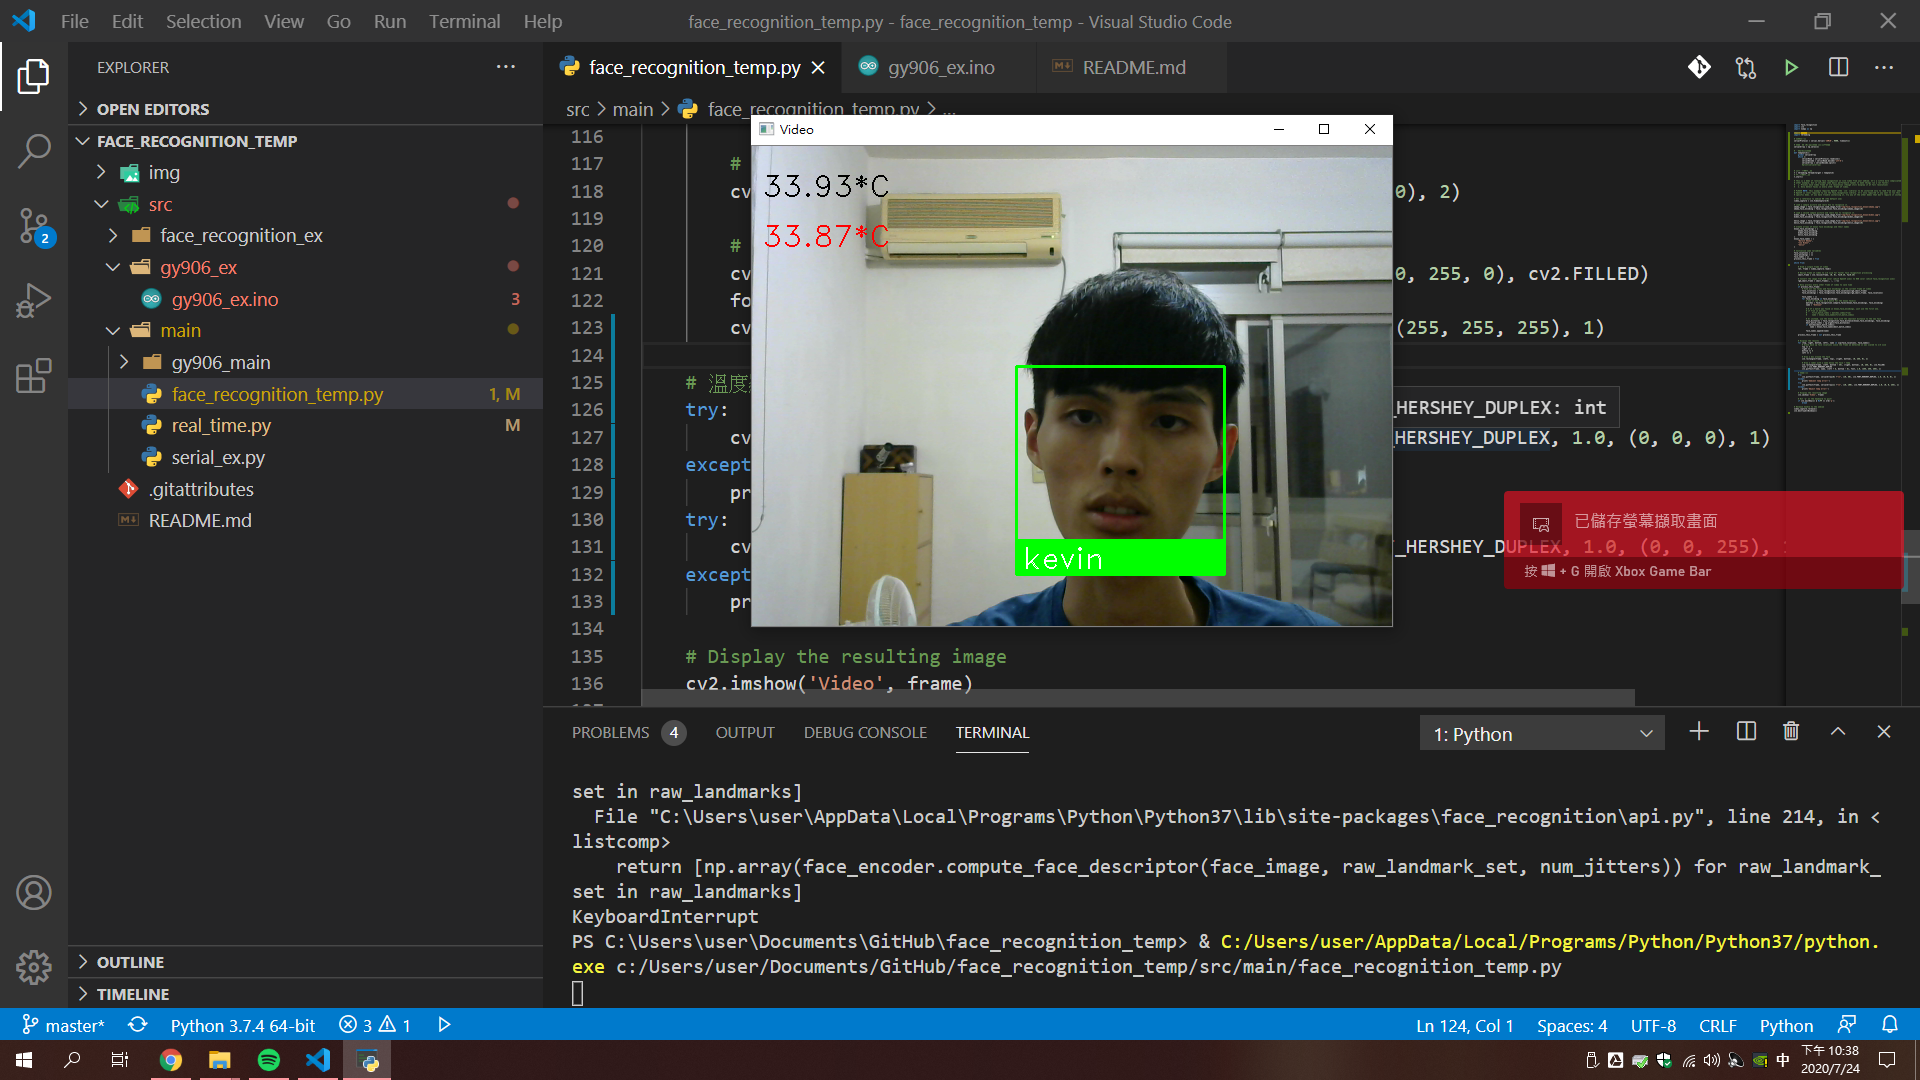 File Edit Selection View Go Run Terminal Help
face_recognition_temp.py - face_recognition_temp - Visual Studio Code
EXPLORER
OPEN EDITORS
FACE_RECOGNITION_TEMP
img
src
face_recognition_ex
gy906_ex
gy906_ex.ino 3
main
gy906_main
face_recognition_temp.py 1, M
real_time.py M
serial_ex.py
.gitattributes
README.md
OUTLINE
TIMELINE
2
face_recognition_temp.py
gy906_ex.ino
README.md
src > main > face_recognition_temp.py > ...
116
117 #
118 cv 0), 2)
119
120 #
121 cv 0, 255, 0), cv2.FILLED)
122 fo
123 cv (255, 255, 255), 1)
124
125 # 溫度
126 try:
_HERSHEY_DUPLEX: int
127 cv HERSHEY_DUPLEX, 1.0, (0, 0, 0), 1)
128 except
129 pr
130 try:
131 cv _HERSHEY_DUPLEX, 1.0, (0, 0, 255),
132 except
133 pr
134
135 # Display the resulting image
136 cv2.imshow('Video', frame)
Video
33.93*C
33.87*C
kevin
已儲存螢幕擷取畫面
按 + G 開啟 Xbox Game Bar
PROBLEMS 4 OUTPUT DEBUG CONSOLE TERMINAL
1: Python
set in raw_landmarks]
File "C:\Users\user\AppData\Local\Programs\Python\Python37\lib\site-packages\face_recognition\api.py", line 214, in <
listcomp>
return [np.array(face_encoder.compute_face_descriptor(face_image, raw_landmark_set, num_jitters)) for raw_landmark_
set in raw_landmarks]
KeyboardInterrupt
PS C:\Users\user\Documents\GitHub\face_recognition_temp> & C:/Users/user/AppData/Local/Programs/Python/Python37/python.
exe c:/Users/user/Documents/GitHub/face_recognition_temp/src/main/face_recognition_temp.py
master* Python 3.7.4 64-bit 3 1
Ln 124, Col 1 Spaces: 4 UTF-8 CRLF Python
中
下午 10:38
2020/7/24